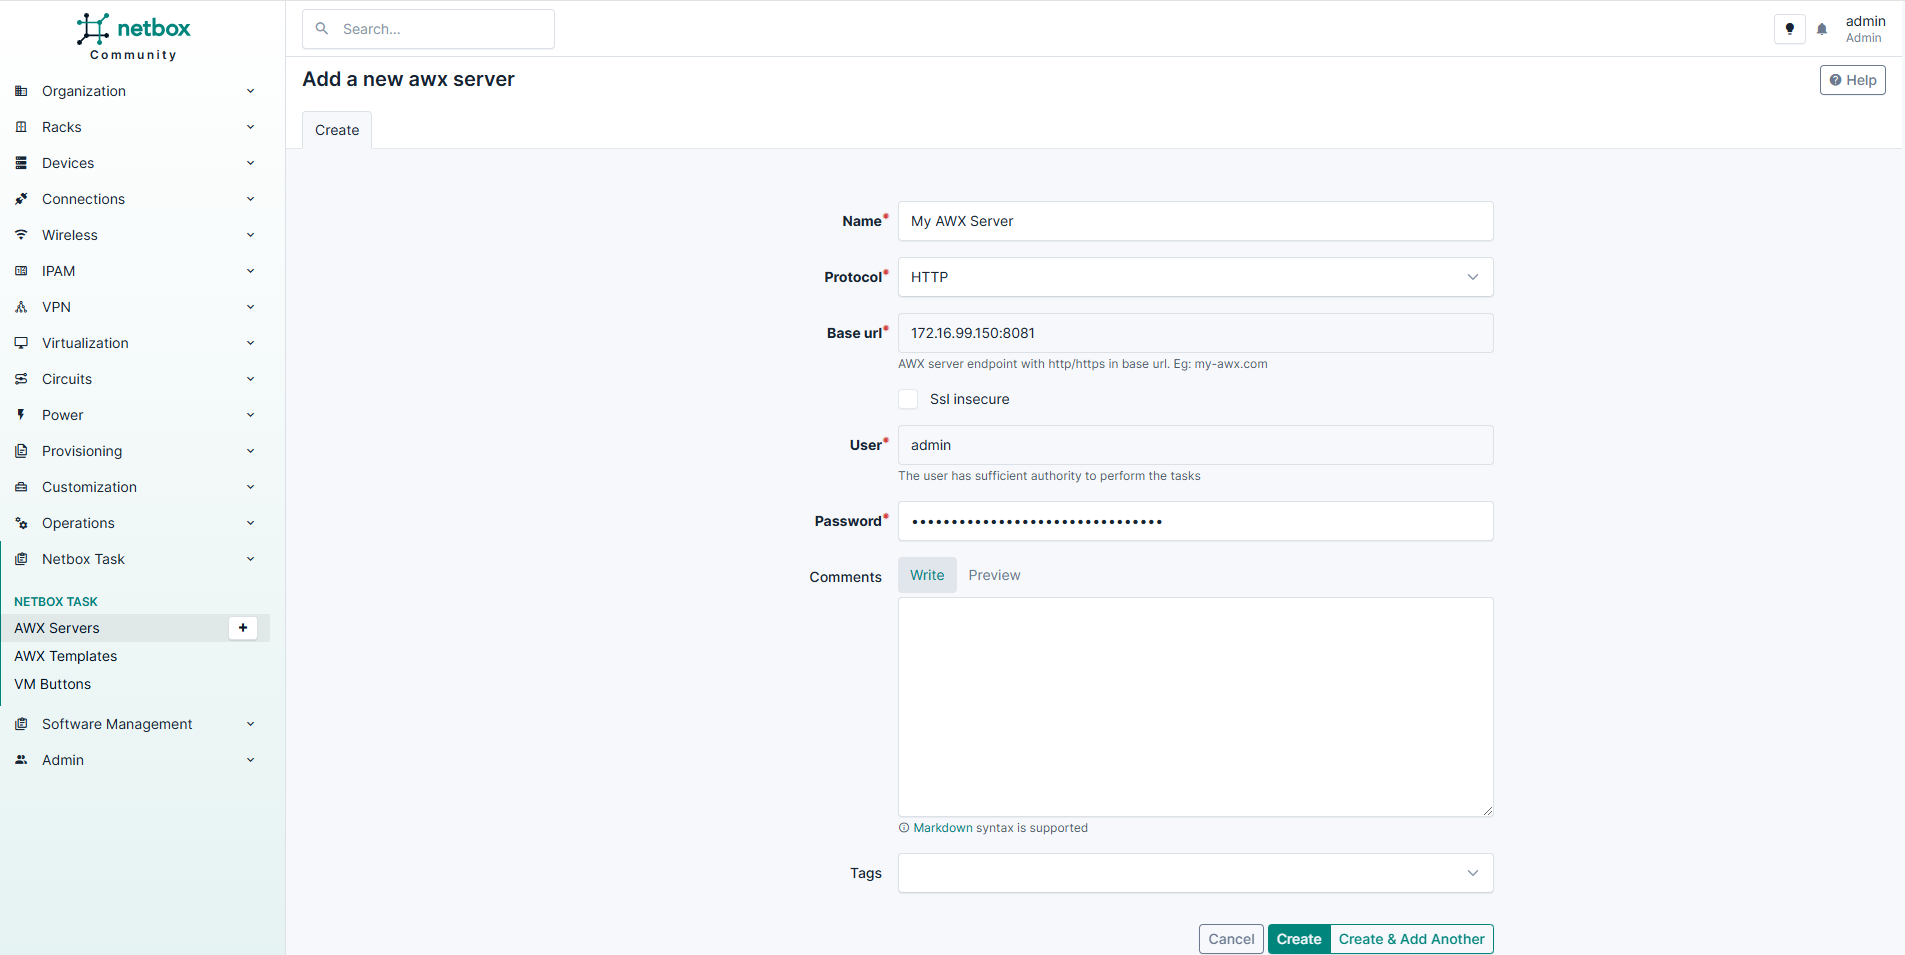 netbox
Community
Search...
admin
Admin
Add a new awx server
Help
Create
Organization
Racks
Devices
Connections
Wireless
IPAM
VPN
Virtualization
Circuits
Power
Provisioning
Customization
Operations
Netbox Task
NETBOX TASK
AWX Servers
AWX Templates
VM Buttons
Software Management
Admin
Name
My AWX Server
Protocol
HTTP
Base url
172.16.99.150:8081
AWX server endpoint with http/https in base url. Eg: my-awx.com
Ssl insecure
User
admin
The user has sufficient authority to perform the tasks
Password
••••••••••••••••••••••••••••••••
Comments
Write Preview
Markdown syntax is supported
Tags
Cancel Create Create & Add Another